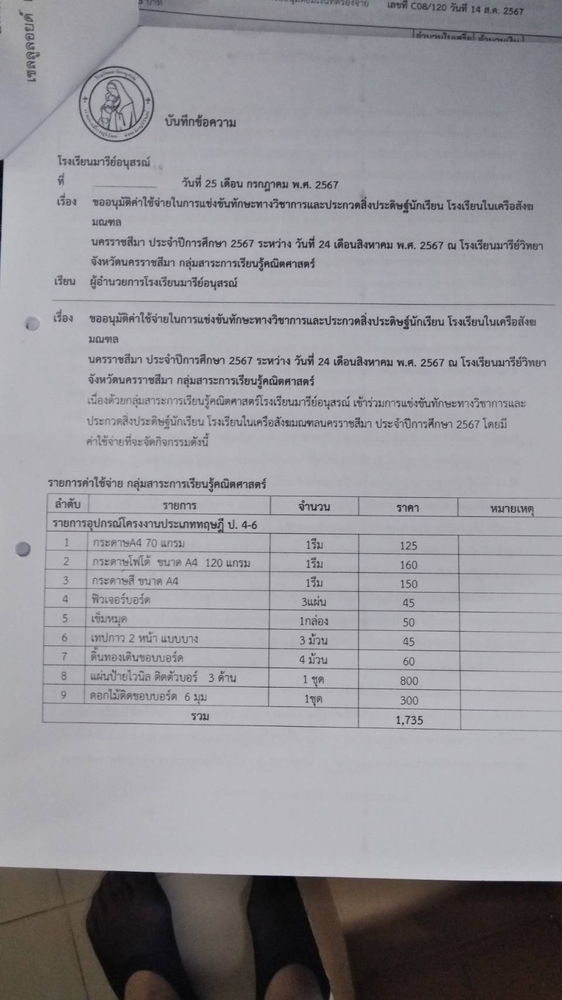 เซลลูลอยด์
บาท
เลขที่ C08/120 วันที่ 14 ส.ค. 2567
บันทึกข้อความ
โรงเรียนมารีย์อนุสรณ์
ที่ วันที่ 25 เดือน กรกฎาคม พ.ศ. 2567
เรื่อง ขออนุมัติค่าใช้จ่ายในการแข่งขันทักษะทางวิชาการและประกวดสิ่งประดิษฐ์นักเรียน โรงเรียนในเครือสังฆ
มณฑล
นครราชสีมา ประจำปีการศึกษา 2567 ระหว่าง วันที่ 24 เดือนสิงหาคม พ.ศ. 2567 ณ โรงเรียนมารีย์วิทยา
จังหวัดนครราชสีมา กลุ่มสาระการเรียนรู้คณิตศาสตร์
เรียน ผู้อำนวยการโรงเรียนมารีย์อนุสรณ์
เรื่อง ขออนุมัติค่าใช้จ่ายในการแข่งขันทักษะทางวิชาการและประกวดสิ่งประดิษฐ์นักเรียน โรงเรียนในเครือสังฆ
มณฑล
นครราชสีมา ประจำปีการศึกษา 2567 ระหว่าง วันที่ 24 เดือนสิงหาคม พ.ศ. 2567 ณ โรงเรียนมารีย์วิทยา
จังหวัดนครราชสีมา กลุ่มสาระการเรียนรู้คณิตศาสตร์
เนื่องด้วยกลุ่มสาระการเรียนรู้คณิตศาสตร์โรงเรียนมารีย์อนุสรณ์ เข้าร่วมการแข่งขันทักษะทางวิชาการและ
ประกวดสิ่งประดิษฐ์นักเรียน โรงเรียนในเครือสังฆมณฑลนครราชสีมา ประจำปีการศึกษา 2567 โดยมี
ค่าใช้จ่ายที่จะจัดกิจกรรมดังนี้
รายการค่าใช้จ่าย กลุ่มสาระการเรียนรู้คณิตศาสตร์
ลำดับ รายการ จำนวน ราคา หมายเหตุ
รายการอุปกรณ์โครงงานประเภททฤษฎี ป. 4-6
1 กระดาษA4 70 แกรม 1รีม 125
2 กระดาษโฟโต้ ขนาด A4 120 แกรม 1รีม 160
3 กระดาษสี ขนาด A4 1รีม 150
4 ฟิวเจอร์บอร์ด 3แผ่น 45
5 เข็มหมุด 1กล่อง 50
6 เทปกาว 2 หน้า แบบบาง 3 ม้วน 45
7 ดิ้นทองเดินขอบบอร์ด 4 ม้วน 60
8 แผ่นป้ายไวนิล ติดตัวบอร์ 3 ด้าน 1 ชุด 800
9 ดอกไม้ติดขอบบอร์ด 6 มุม 1ชุด 300
รวม 1,735